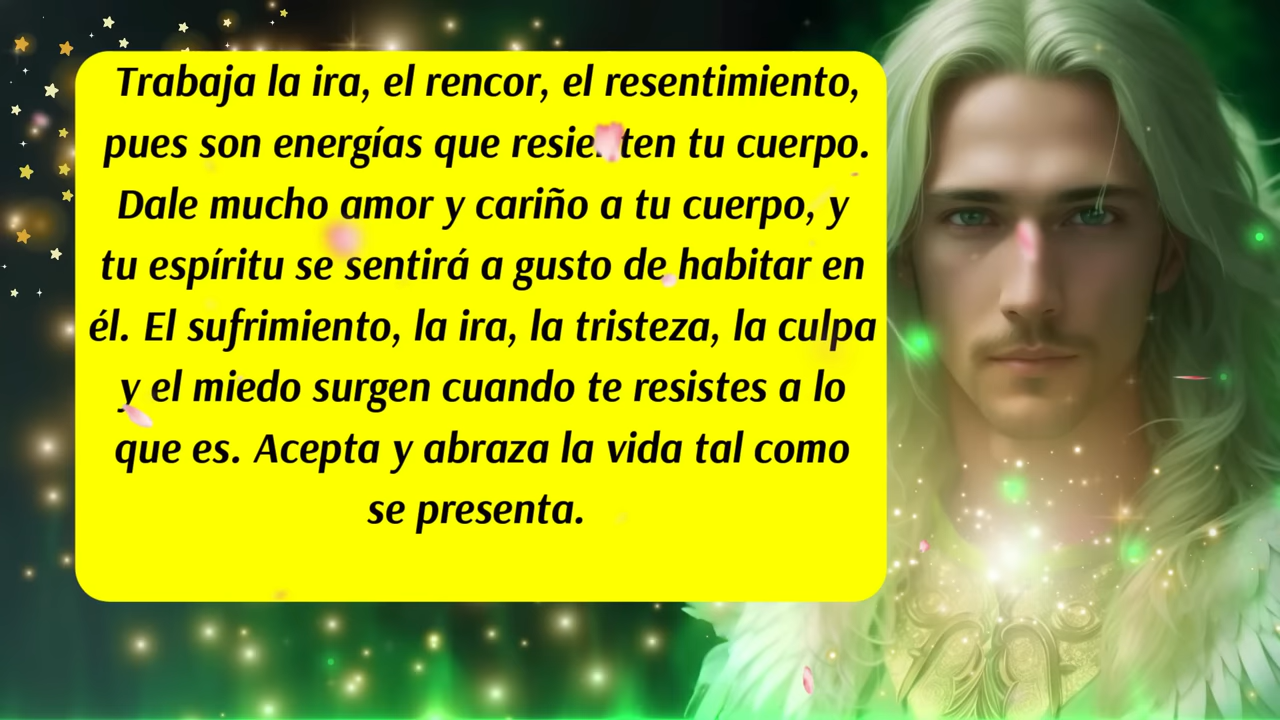 Trabaja la ira, el rencor, el resentimiento,
pues son energías que resienten tu cuerpo.
Dale mucho amor y cariño a tu cuerpo, y
tu espíritu se sentirá a gusto de habitar en
él. El sufrimiento, la ira, la tristeza, la culpa
y el miedo surgen cuando te resistes a lo
que es. Acepta y abraza la vida tal como
se presenta.